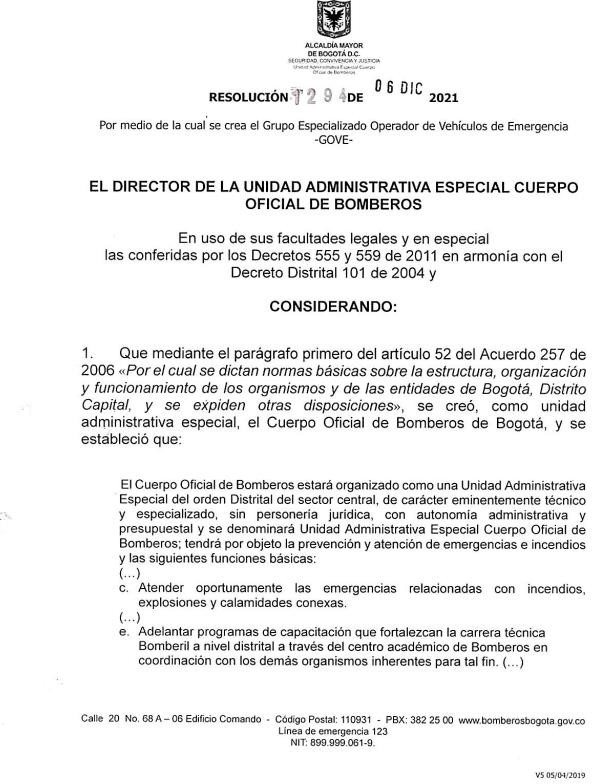 ALCALDÍA MAYOR
DE BOGOTÁ D.C.
SEGURIDAD, CONVIVENCIA Y JUSTICIA
Unidad Administrativa Especial Cuerpo
Oficial de Bomberos
RESOLUCIÓN 1294 DE 06 DIC 2021
Por medio de la cual se crea el Grupo Especializado Operador de Vehículos de Emergencia
-GOVE-
EL DIRECTOR DE LA UNIDAD ADMINISTRATIVA ESPECIAL CUERPO
OFICIAL DE BOMBEROS
En uso de sus facultades legales y en especial
las conferidas por los Decretos 555 y 559 de 2011 en armonía con el
Decreto Distrital 101 de 2004 y
CONSIDERANDO:
1. Que mediante el parágrafo primero del artículo 52 del Acuerdo 257 de
2006 «Por el cual se dictan normas básicas sobre la estructura, organización
y funcionamiento de los organismos y de las entidades de Bogotá, Distrito
Capital, y se expiden otras disposiciones», se creó, como unidad
administrativa especial, el Cuerpo Oficial de Bomberos de Bogotá, y se
estableció que:
El Cuerpo Oficial de Bomberos estará organizado como una Unidad Administrativa
Especial del orden Distrital del sector central, de carácter eminentemente técnico
y especializado, sin personería jurídica, con autonomía administrativa y
presupuestal y se denominará Unidad Administrativa Especial Cuerpo Oficial de
Bomberos; tendrá por objeto la prevención y atención de emergencias e incendios
y las siguientes funciones básicas:
(...)
c. Atender oportunamente las emergencias relacionadas con incendios,
explosiones y calamidades conexas.
(...)
e. Adelantar programas de capacitación que fortalezcan la carrera técnica
Bomberil a nivel distrital a través del centro académico de Bomberos en
coordinación con los demás organismos inherentes para tal fin. (...)
Calle 20 No. 68 A – 06 Edificio Comando - Código Postal: 110931 - PBX: 382 25 00 www.bomberosbogota.gov.co
Línea de emergencia 123
NIT: 899.999.061-9.
V5 05/04/2019